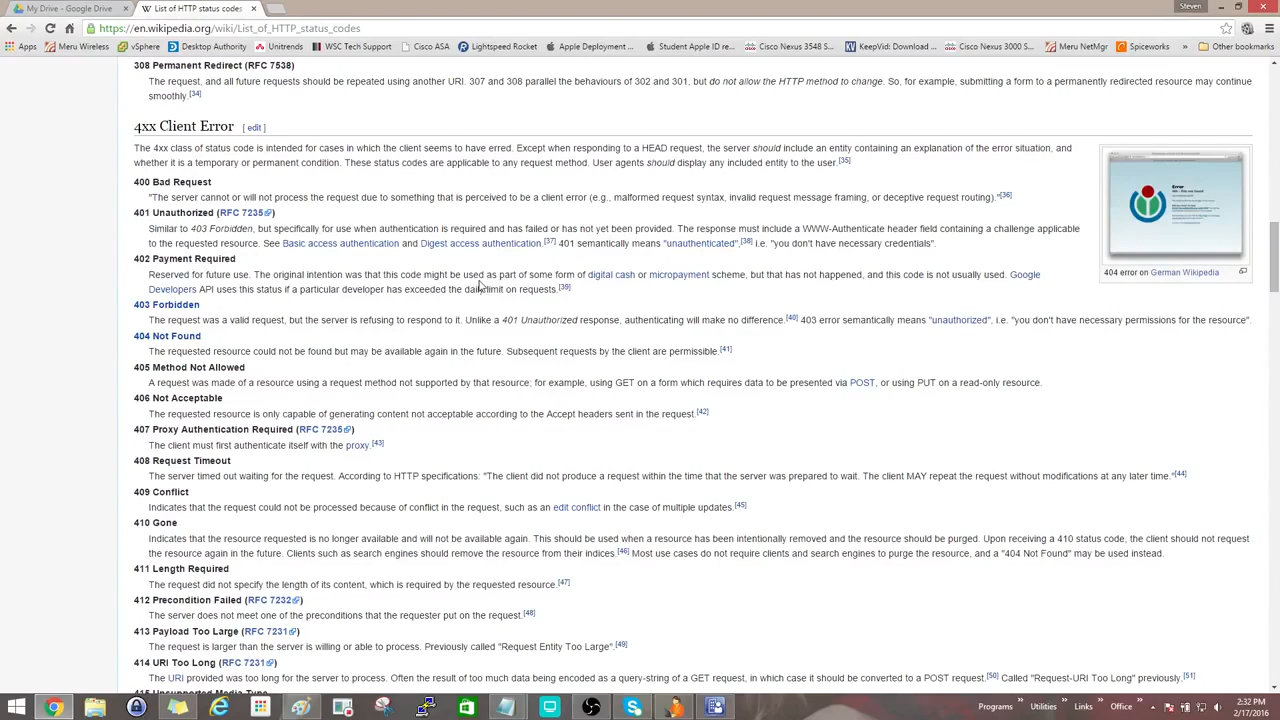 My Drive - Google Drive
List of HTTP status codes
Steven
https://en.wikipedia.org/wiki/List_of_HTTP_status_codes
Apps Meru Wireless vSphere Desktop Authority Unitrends WSC Tech Support Cisco ASA Lightspeed Rocket Apple Deployment ... Student Apple ID re... Cisco Nexus 3548 S... KeepVid: Download ... Cisco Nexus 3000 S... Meru NetMgr Spiceworks » Other bookmarks
308 Permanent Redirect (RFC 7538)
The request, and all future requests should be repeated using another URI. 307 and 308 parallel the behaviours of 302 and 301, but do not allow the HTTP method to change. So, for example, submitting a form to a permanently redirected resource may continue
smoothly.[34]
4xx Client Error [ edit ]
The 4xx class of status code is intended for cases in which the client seems to have erred. Except when responding to a HEAD request, the server should include an entity containing an explanation of the error situation, and
whether it is a temporary or permanent condition. These status codes are applicable to any request method. User agents should display any included entity to the user.[35]
400 Bad Request
"The server cannot or will not process the request due to something that is perceived to be a client error (e.g., malformed request syntax, invalid request message framing, or deceptive request routing)."[36]
401 Unauthorized (RFC 7235)
Similar to 403 Forbidden, but specifically for use when authentication is required and has failed or has not yet been provided. The response must include a WWW-Authenticate header field containing a challenge applicable
to the requested resource. See Basic access authentication and Digest access authentication.[37] 401 semantically means "unauthenticated",[38] i.e. "you don't have necessary credentials".
402 Payment Required
Reserved for future use. The original intention was that this code might be used as part of some form of digital cash or micropayment scheme, but that has not happened, and this code is not usually used. Google
Developers API uses this status if a particular developer has exceeded the daily limit on requests.[39]
Error
404 error on German Wikipedia
403 Forbidden
The request was a valid request, but the server is refusing to respond to it. Unlike a 401 Unauthorized response, authenticating will make no difference.[40] 403 error semantically means "unauthorized", i.e. "you don't have necessary permissions for the resource".
404 Not Found
The requested resource could not be found but may be available again in the future. Subsequent requests by the client are permissible.[41]
405 Method Not Allowed
A request was made of a resource using a request method not supported by that resource; for example, using GET on a form which requires data to be presented via POST, or using PUT on a read-only resource.
406 Not Acceptable
The requested resource is only capable of generating content not acceptable according to the Accept headers sent in the request.[42]
407 Proxy Authentication Required (RFC 7235)
The client must first authenticate itself with the proxy.[43]
408 Request Timeout
The server timed out waiting for the request. According to HTTP specifications: "The client did not produce a request within the time that the server was prepared to wait. The client MAY repeat the request without modifications at any later time."[44]
409 Conflict
Indicates that the request could not be processed because of conflict in the request, such as an edit conflict in the case of multiple updates.[45]
410 Gone
Indicates that the resource requested is no longer available and will not be available again. This should be used when a resource has been intentionally removed and the resource should be purged. Upon receiving a 410 status code, the client should not request
the resource again in the future. Clients such as search engines should remove the resource from their indices.[46] Most use cases do not require clients and search engines to purge the resource, and a "404 Not Found" may be used instead.
411 Length Required
The request did not specify the length of its content, which is required by the requested resource.[47]
412 Precondition Failed (RFC 7232)
The server does not meet one of the preconditions that the requester put on the request.[48]
413 Payload Too Large (RFC 7231)
The request is larger than the server is willing or able to process. Previously called "Request Entity Too Large".[49]
414 URI Too Long (RFC 7231)
The URI provided was too long for the server to process. Often the result of too much data being encoded as a query-string of a GET request, in which case it should be converted to a POST request.[50] Called "Request-URI Too Long" previously.[51]
415 Unsupported Media Type
Programs » Utilities » Links » Office »
2:32 PM
2/17/2016